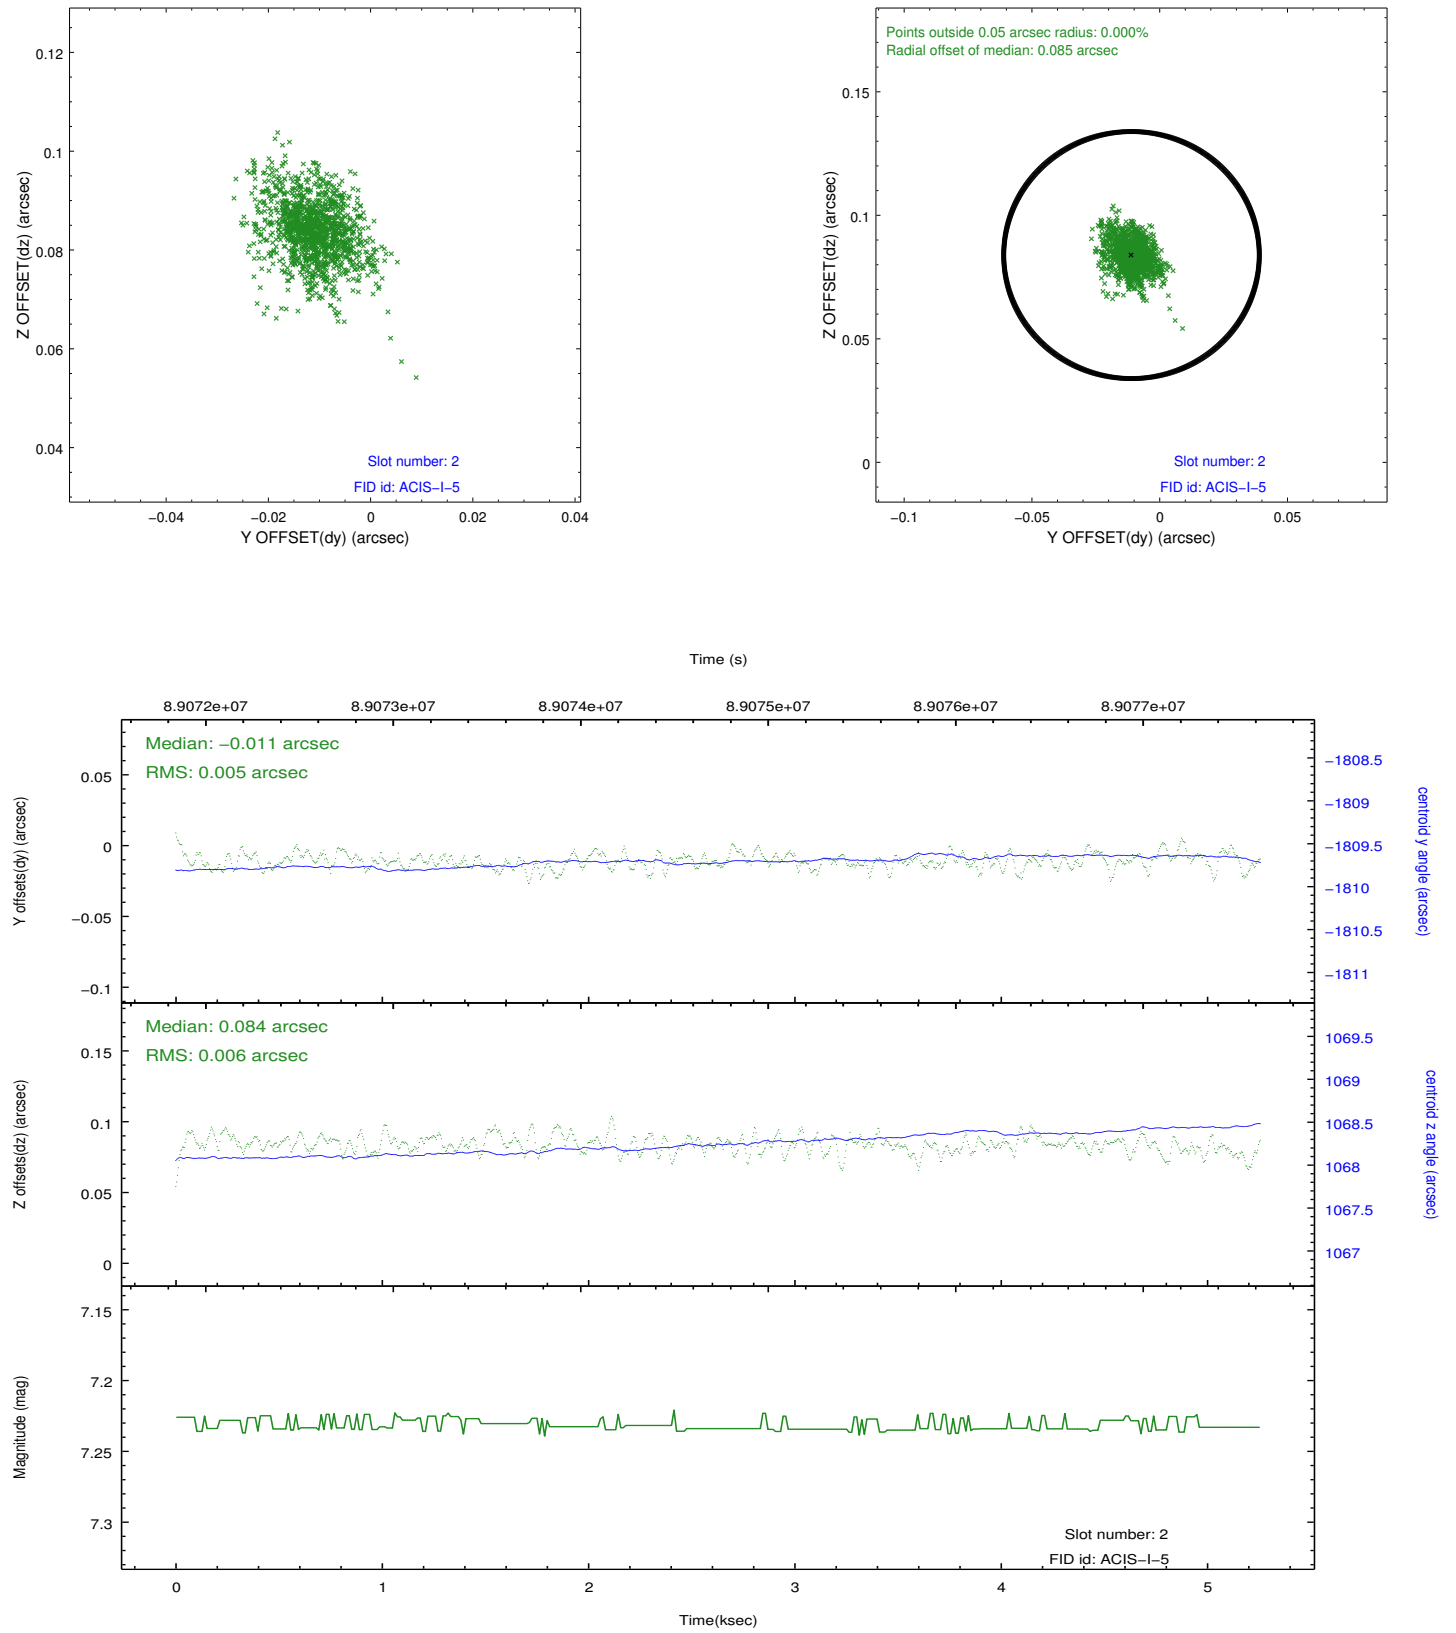 0.12
0.1
0.08
0.06
0.04
Z OFFSET(dz) (arcsec)
Slot number: 2
FID id: ACIS−I−5
−0.04
−0.02
0
0.02
0.04
Y OFFSET(dy) (arcsec)
Points outside 0.05 arcsec radius: 0.000%
Radial offset of median: 0.085 arcsec
0.15
0.1
0.05
0
Z OFFSET(dz) (arcsec)
Slot number: 2
FID id: ACIS−I−5
−0.1
−0.05
0
0.05
Y OFFSET(dy) (arcsec)
Time (s)
8.9072e+07
8.9073e+07
8.9074e+07
8.9075e+07
8.9076e+07
8.9077e+07
Median: −0.011 arcsec
RMS: 0.005 arcsec
0.05
0
−0.05
−0.1
Y offsets(dy) (arcsec)
−1808.5
−1809
−1809.5
−1810
−1810.5
−1811
centroid y angle (arcsec)
Median: 0.084 arcsec
RMS: 0.006 arcsec
0.15
0.1
0.05
0
Z offsets(dz) (arcsec)
1069.5
1069
1068.5
1068
1067.5
1067
centroid z angle (arcsec)
7.15
7.2
7.25
7.3
Magnitude (mag)
Slot number: 2
FID id: ACIS−I−5
0
1
2
3
4
5
Time(ksec)